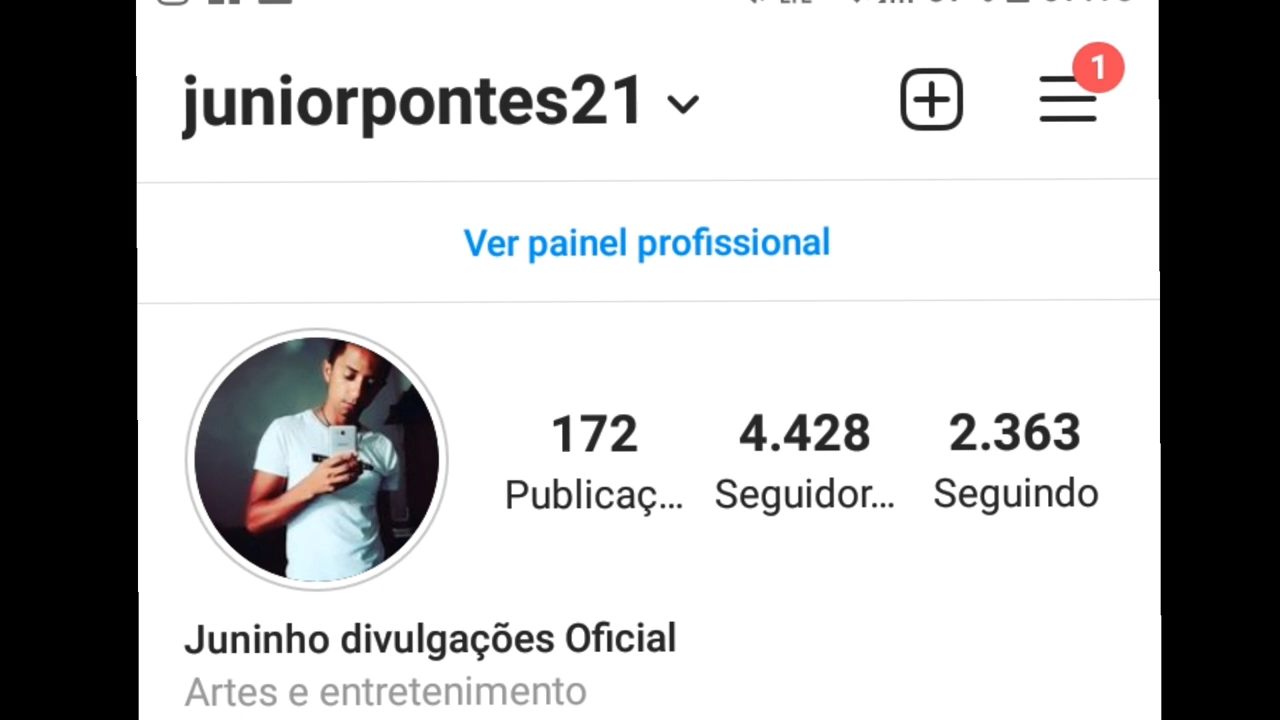 juniorpontes21
1
Ver painel profissional
172 4.428 2.363
Publicaç... Seguidor... Seguindo
Juninho divulgações Oficial
Artes e entretenimento